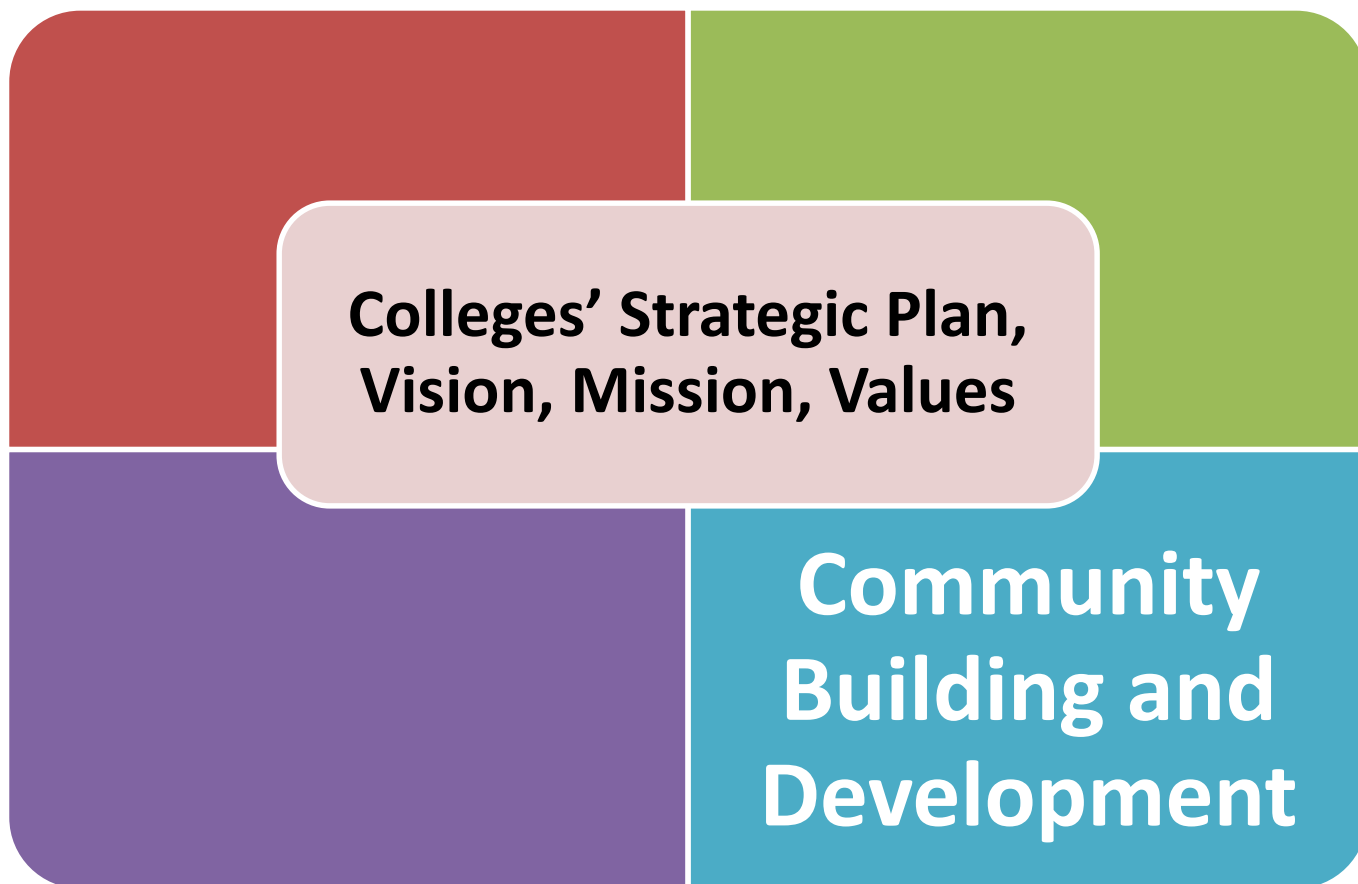 Colleges’ Strategic Plan,
Vision, Mission, Values
Community
Building and
Development